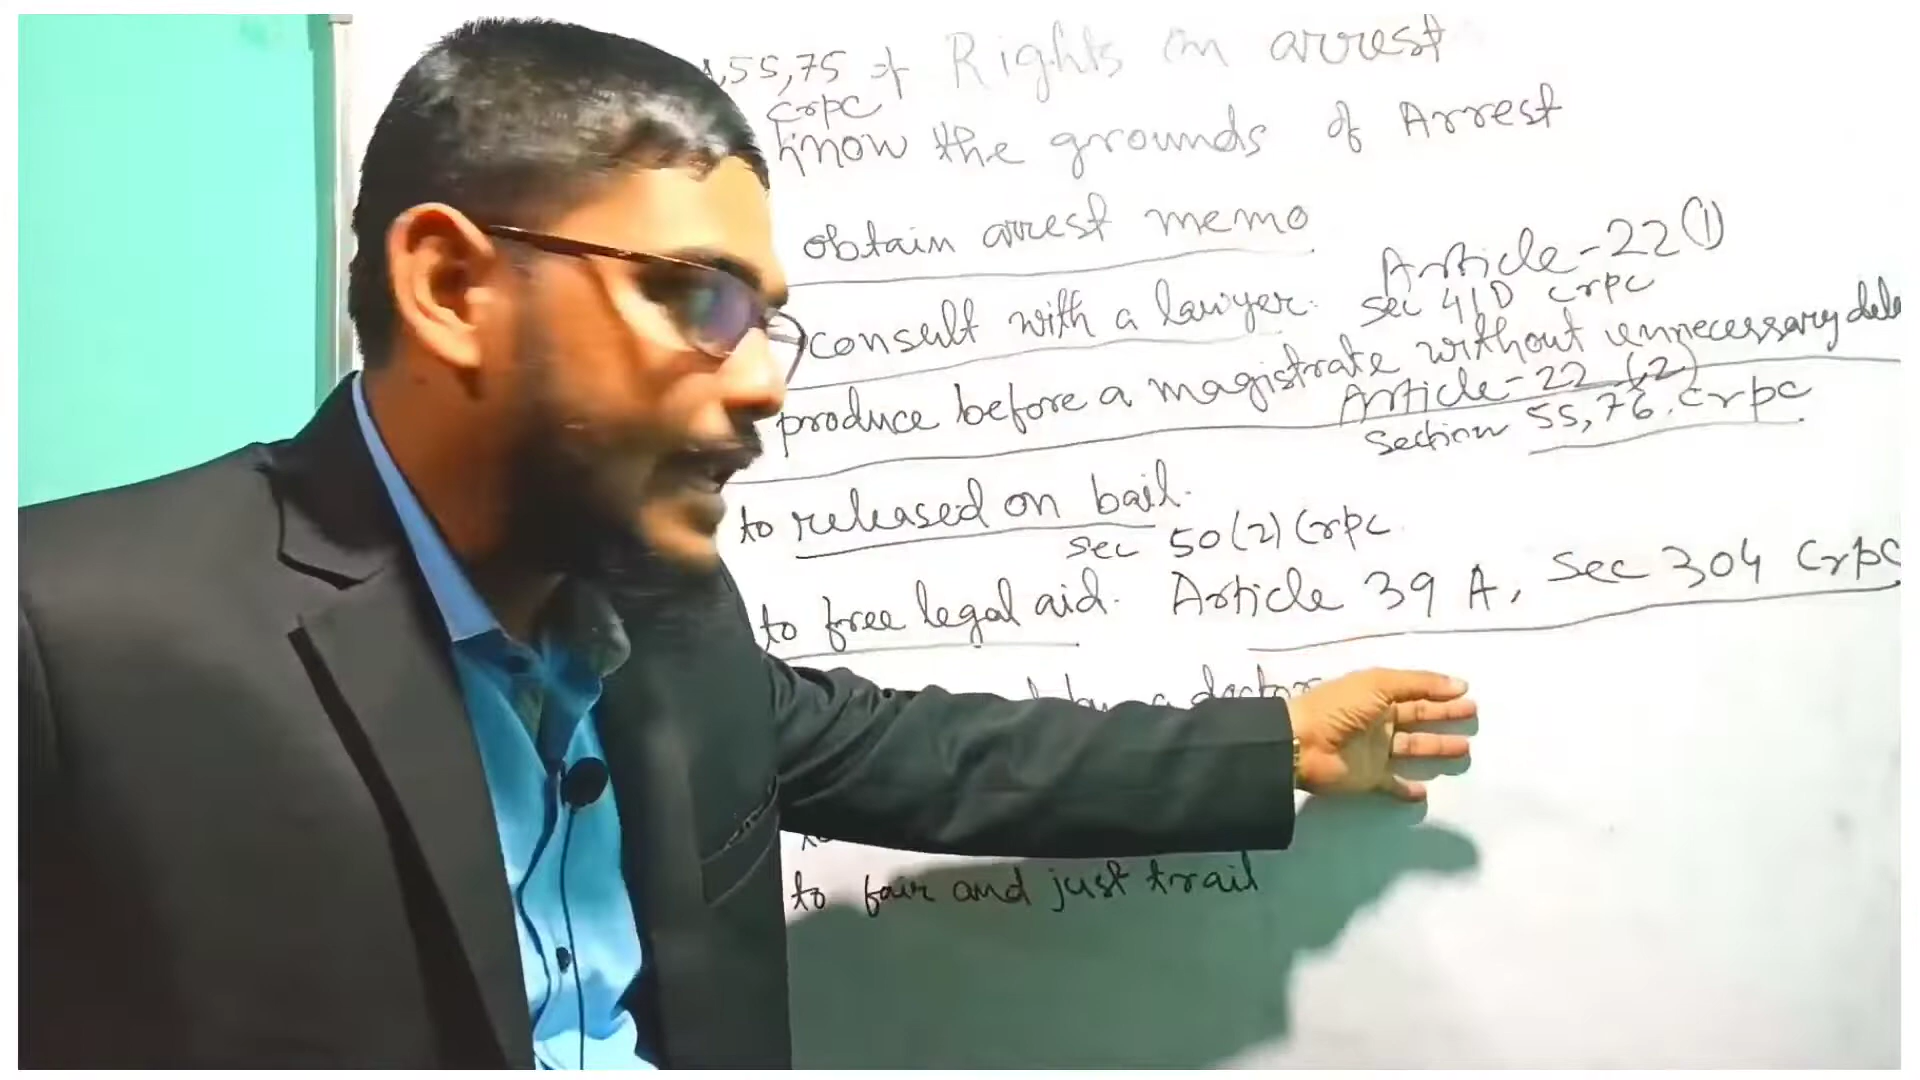 ,55,75 of Rights on arrest
crpc
know the grounds of Arrest
obtain arrest memo
Article-22(1)
consult with a lawyer. sec 41D crpc
produce before a magistrate without unnecessary dela
Article-22 (2)
Section 55,76.crpc
to released on bail.
sec 50(2) Crpc
to free legal aid. Article 39 A, Sec 304 Crpc
by a doctor
to fair and just trail